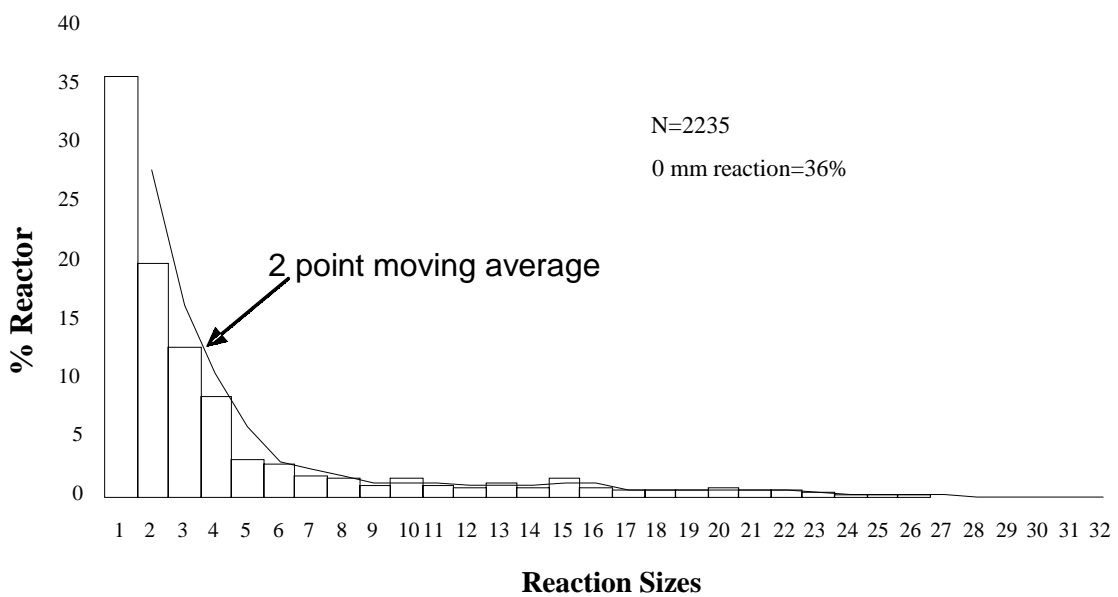 40
35
30
25
20
15
10
5
0
% Reactor
N=2235
0 mm reaction=36%
2 point moving average
1 2 3 4 5 6 7 8 9 10 11 12 13 14 15 16 17 18 19 20 21 22 23 24 25 26 27 28 29 30 31 32
Reaction Sizes